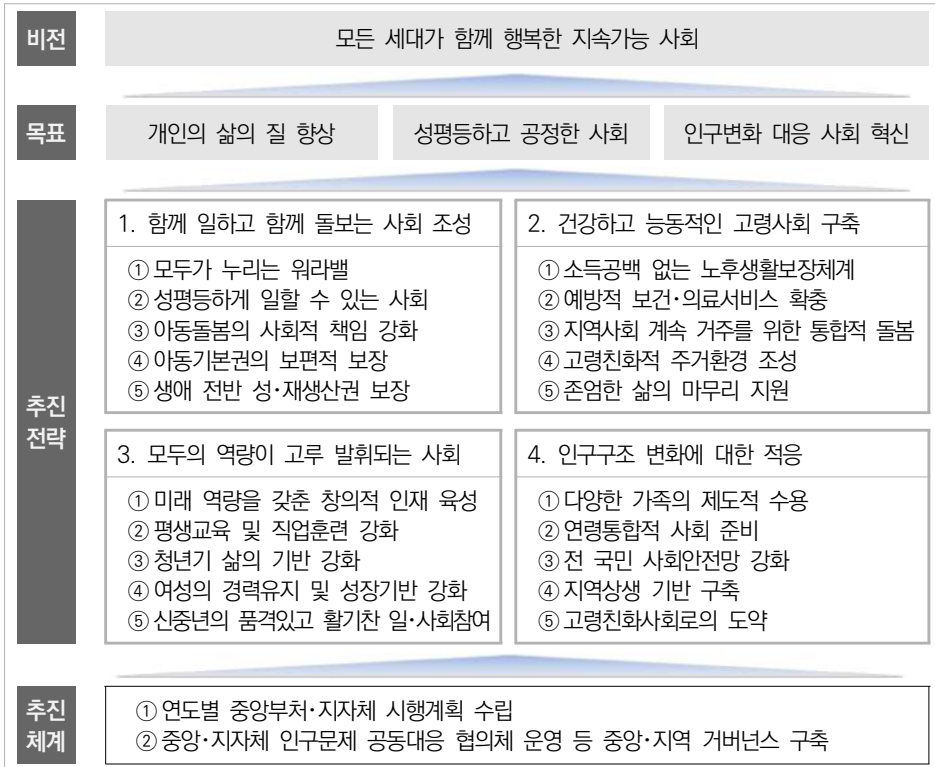 비전
모든 세대가 함께 행복한 지속가능 사회
목표
개인의 삶의 질 향상
성평등하고 공정한 사회
인구변화 대응 사회 혁신
추진
전략
1. 함께 일하고 함께 돌보는 사회 조성
① 모두가 누리는 워라밸
② 성평등하게 일할 수 있는 사회
③ 아동돌봄의 사회적 책임 강화
④ 아동기본권의 보편적 보장
⑤ 생애 전반 성·재생산권 보장
2. 건강하고 능동적인 고령사회 구축
① 소득공백 없는 노후생활보장체계
② 예방적 보건·의료서비스 확충
③ 지역사회 계속 거주를 위한 통합적 돌봄
④ 고령친화적 주거환경 조성
⑤ 존엄한 삶의 마무리 지원
3. 모두의 역량이 고루 발휘되는 사회
① 미래 역량을 갖춘 창의적 인재 육성
② 평생교육 및 직업훈련 강화
③ 청년기 삶의 기반 강화
④ 여성의 경력유지 및 성장기반 강화
⑤ 신중년의 품격있고 활기찬 일·사회참여
4. 인구구조 변화에 대한 적응
① 다양한 가족의 제도적 수용
② 연령통합적 사회 준비
③ 전 국민 사회안전망 강화
④ 지역상생 기반 구축
⑤ 고령친화사회로의 도약
추진
체계
① 연도별 중앙부처·지자체 시행계획 수립
② 중앙·지자체 인구문제 공동대응 협의체 운영 등 중앙·지역 거버넌스 구축